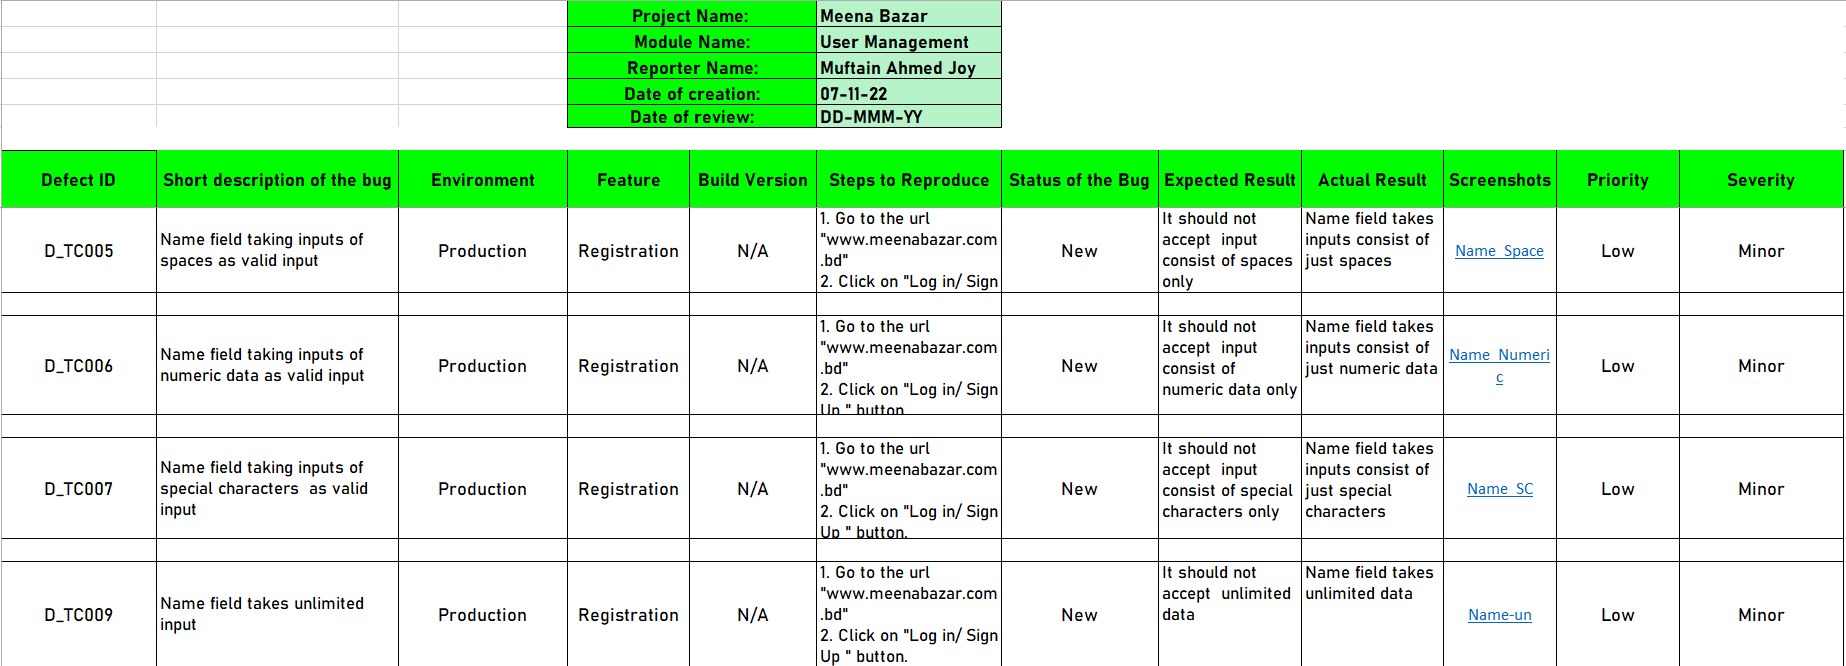 Project Name: Meena Bazar
Module Name: User Management
Reporter Name: Muftain Ahmed Joy
Date of creation: 07-11-22
Date of review: DD-MMM-YY
Defect ID Short description of the bug Environment Feature Build Version Steps to Reproduce Status of the Bug Expected Result Actual Result Screenshots Priority Severity
D_TC005
Name field taking inputs of
spaces as valid input
Production
Registration
N/A
1. Go to the url
"www.meenabazar.com
.bd"
2. Click on "Log in/ Sign
New
It should not
accept  input
consist of spaces
only
Name field takes
inputs consist of
just spaces
Name_Space
Low
Minor
D_TC006
Name field taking inputs of
numeric data as valid input
Production
Registration
N/A
1. Go to the url
"www.meenabazar.com
.bd"
2. Click on "Log in/ Sign
Up " button
New
It should not
accept  input
consist of
numeric data only
Name field takes
inputs consist of
just numeric data
Name_Numeri
c
Low
Minor
D_TC007
Name field taking inputs of
special characters  as valid
input
Production
Registration
N/A
1. Go to the url
"www.meenabazar.com
.bd"
2. Click on "Log in/ Sign
Up " button.
New
It should not
accept  input
consist of special
characters only
Name field takes
inputs consist of
just special
characters
Name_SC
Low
Minor
D_TC009
Name field takes unlimited
input
Production
Registration
N/A
1. Go to the url
"www.meenabazar.com
.bd"
2. Click on "Log in/ Sign
Up " button.
New
It should not
accept  unlimited
data
Name field takes
unlimited data
Name-un
Low
Minor